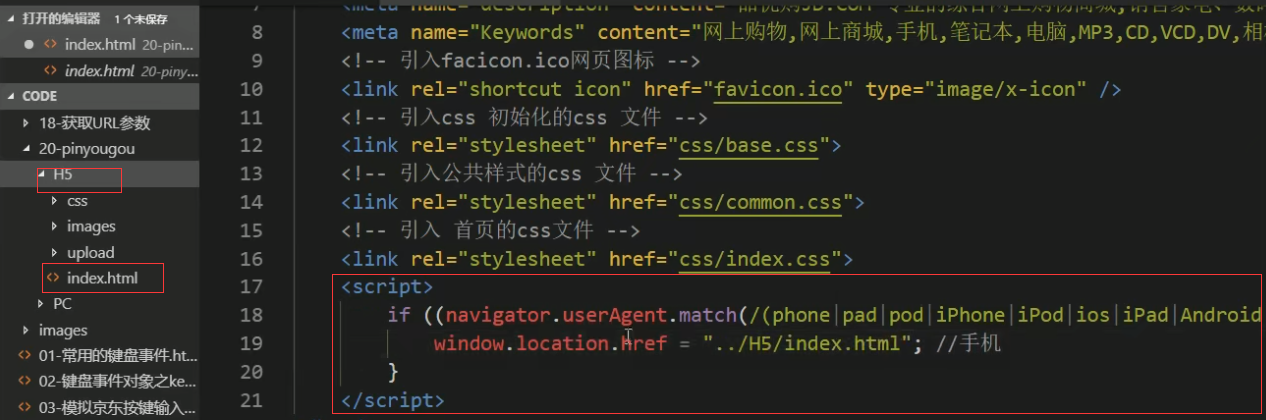 打开的编辑器 1 个未保存
index.html 20-pin...
index.html 20-pinyo...
CODE
18-获取URL参数
20-pinyougou
H5
css
images
upload
index.html
PC
images
01-常用的键盘事件.ht...
02-键盘事件对象之ke...
03-模拟京东按键输入...
7 <meta name="description" content=
8 <meta name="Keywords" content="网上购物,网上商城,手机,笔记本,电脑,MP3,CD,VCD,DV,相
9 <!-- 引入facicon.ico网页图标 -->
10 <link rel="shortcut icon" href="favicon.ico" type="image/x-icon" />
11 <!-- 引入css 初始化的css 文件 -->
12 <link rel="stylesheet" href="css/base.css">
13 <!-- 引入公共样式的css 文件 -->
14 <link rel="stylesheet" href="css/common.css">
15 <!-- 引入 首页的css文件 -->
16 <link rel="stylesheet" href="css/index.css">
17 <script>
18 if ((navigator.userAgent.match(/(phone|pad|pod|iPhone|iPod|ios|iPad|Android
19 window.location.href = "../H5/index.html"; //手机
20 }
21 </script>